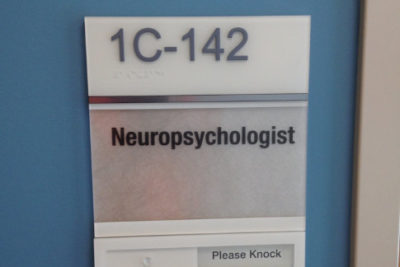 1C-142
Neuropsychologist
Please Knock